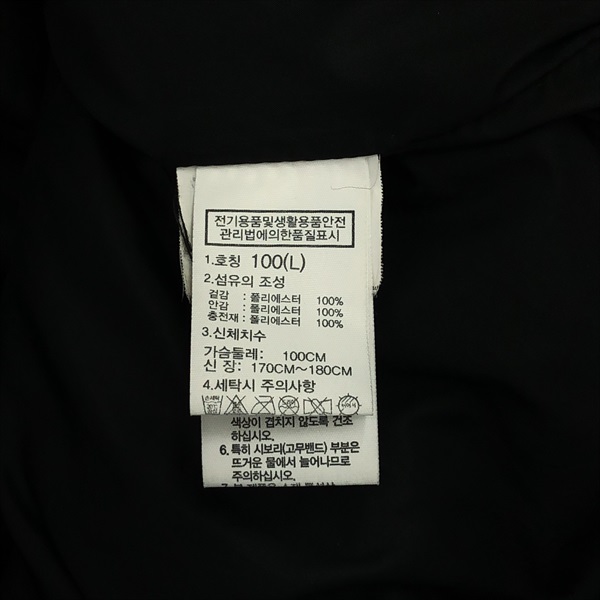 전기용품및생활용품안전
관리법에의한품질표시
1.호칭 100(L)
2.섬유의 조성
겉감 : 폴리에스터 100%
안감 : 폴리에스터 100%
충전재 : 폴리에스터 100%
3.신체치수
가슴둘레: 100CM
신 장: 170CM~180CM
4.세탁시 주의사항
손세탁
색상이 겹치지 않도록 건조
하십시오.
6. 특히 시보리(고무밴드) 부분은
뜨거운 물에서 늘어나므로
주의하십시오.